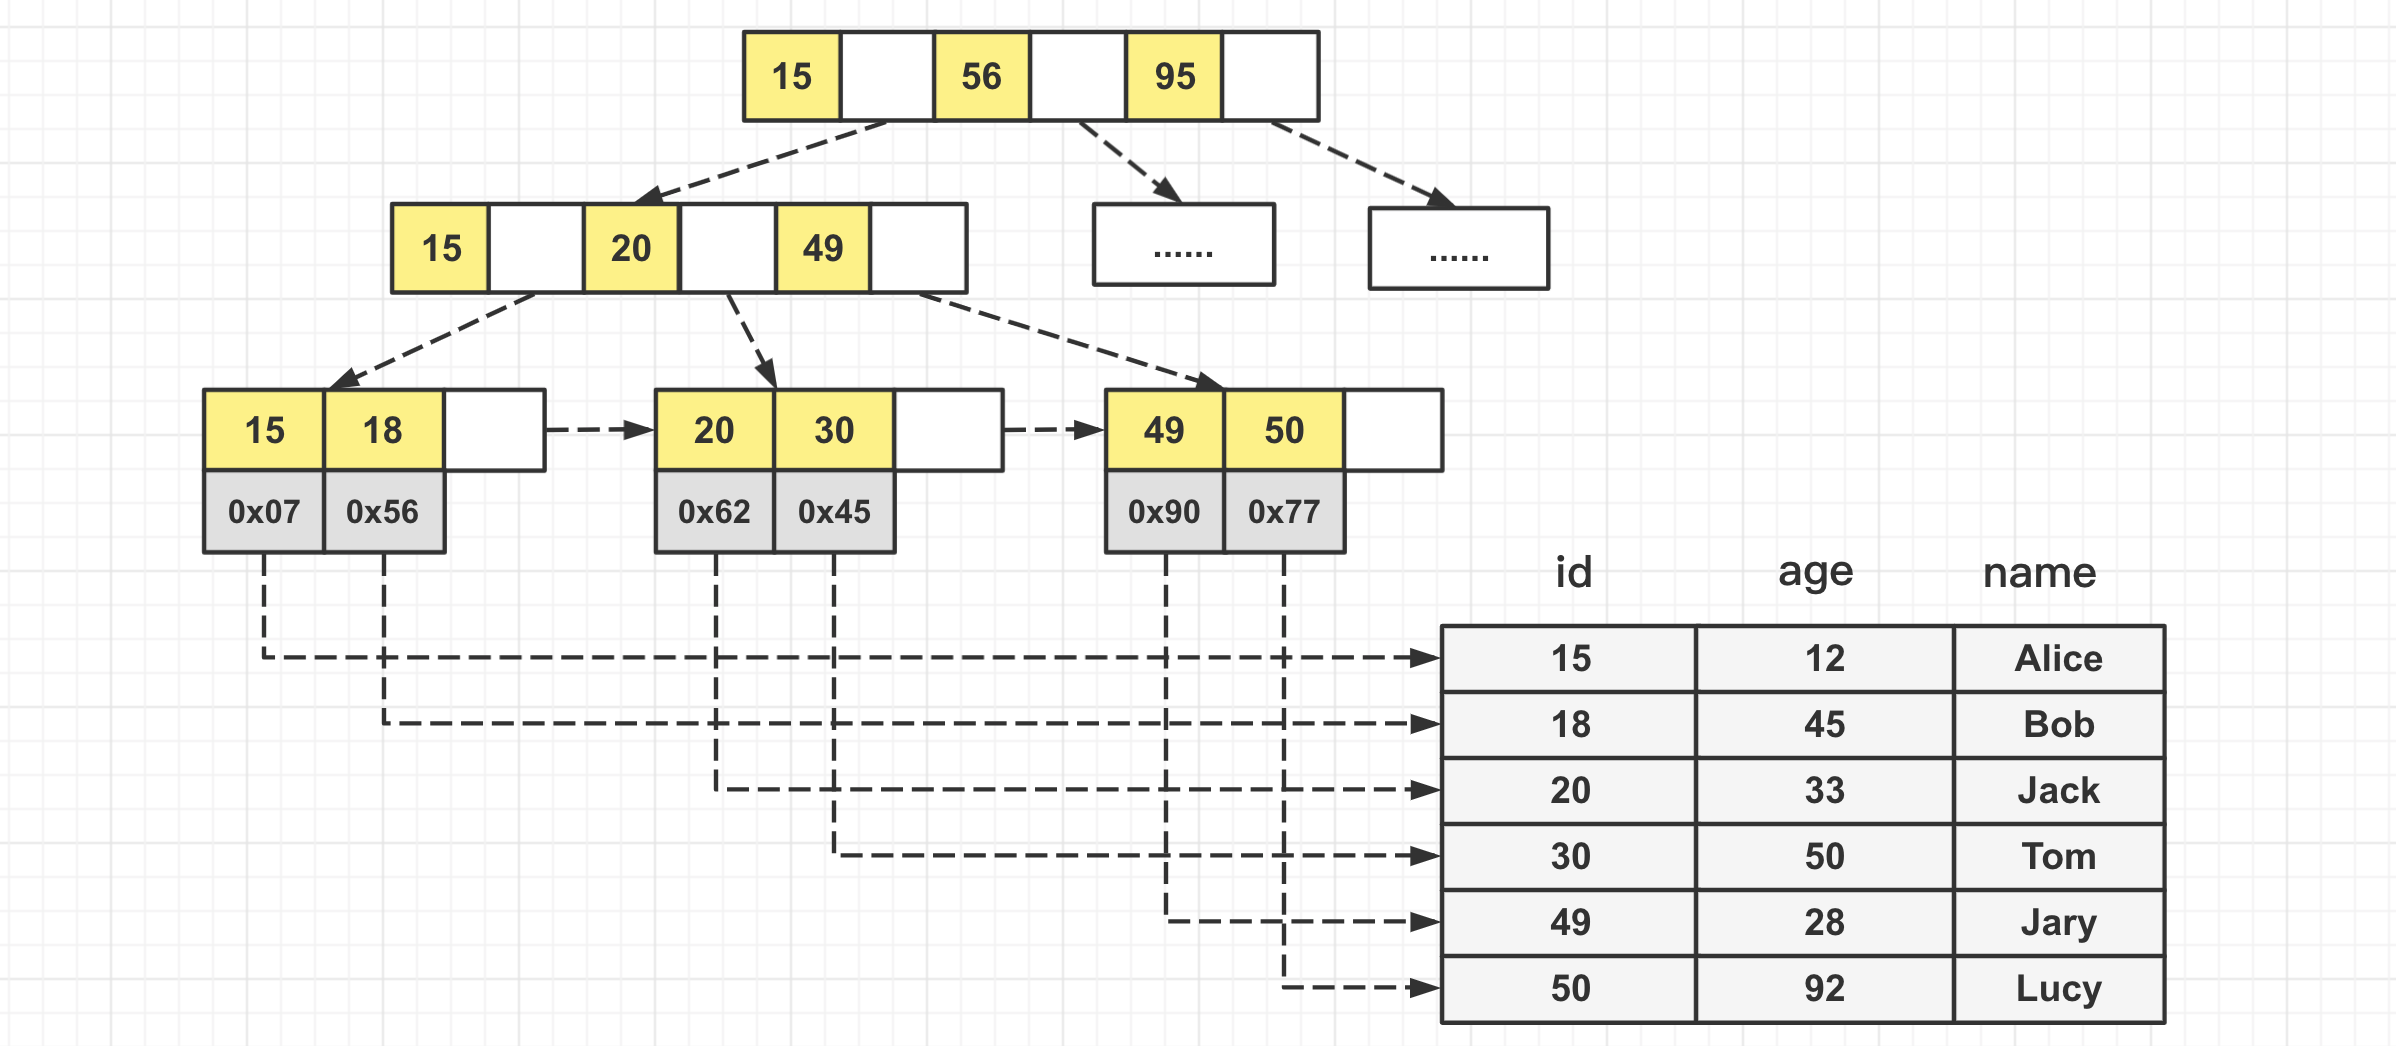 15 56 95
15 20 49
......
......
15 18
20 30
49 50
0x07 0x56
0x62 0x45
0x90 0x77
id age name
15 12 Alice
18 45 Bob
20 33 Jack
30 50 Tom
49 28 Jary
50 92 Lucy